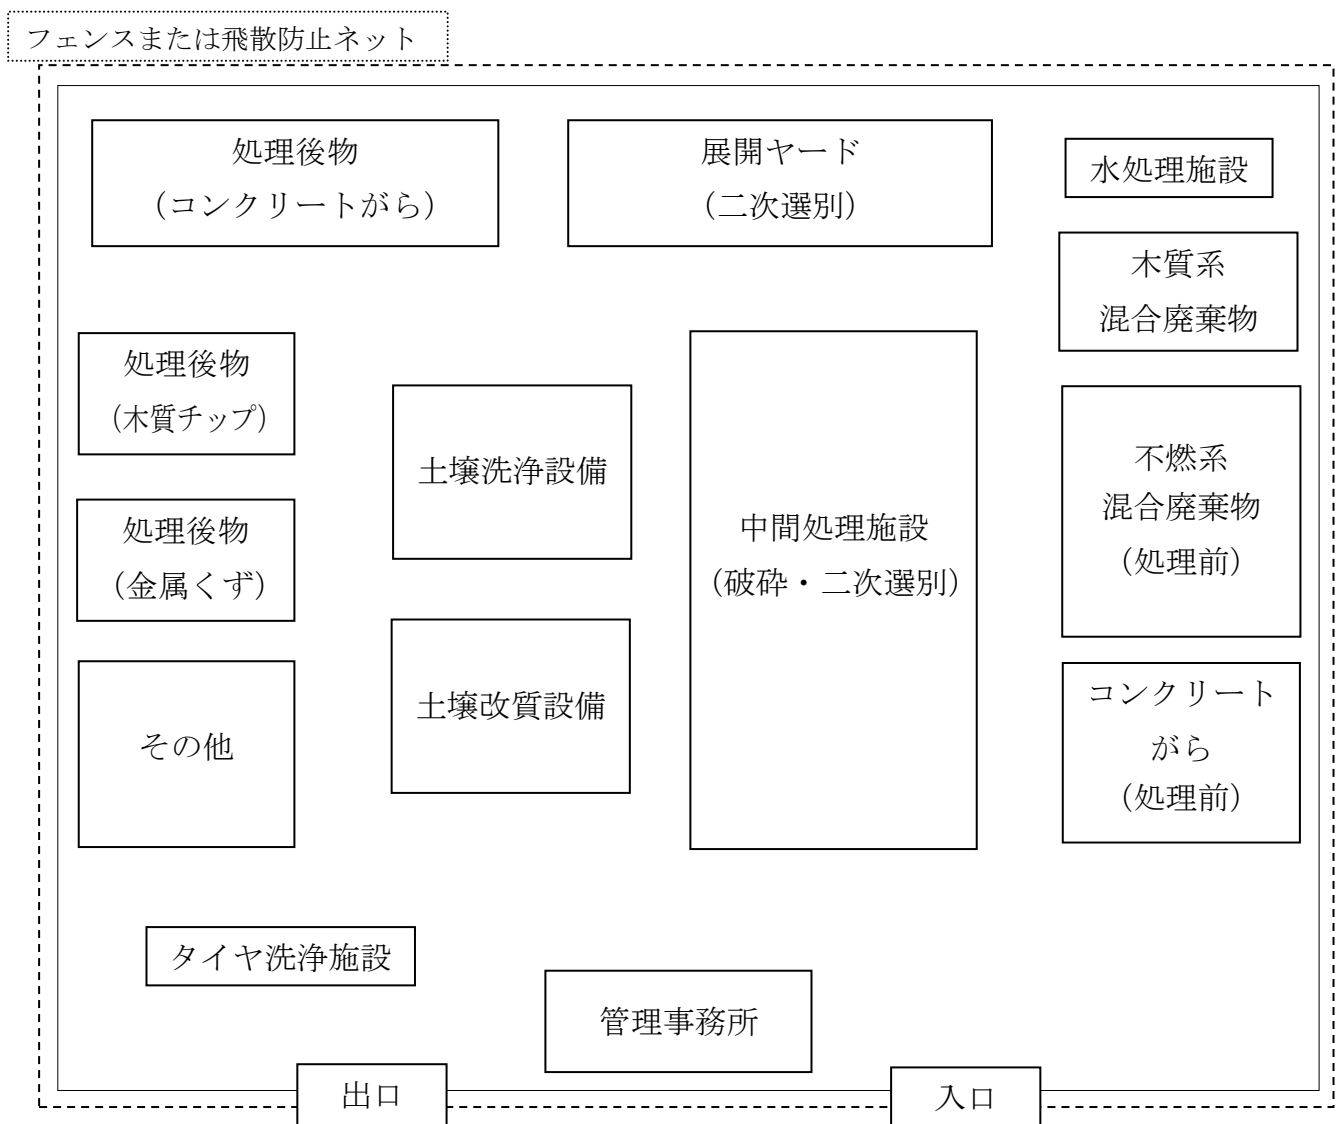 フェンスまたは飛散防止ネット
処理後物
（コンクリートがら）
展開ヤード
（二次選別）
水処理施設
木質系
混合廃棄物
処理後物
（木質チップ）
土壌洗浄設備
中間処理施設
（破砕・二次選別）
不燃系
混合廃棄物
（処理前）
処理後物
（金属くず）
土壌改質設備
コンクリート
がら
（処理前）
その他
タイヤ洗浄施設
管理事務所
出口
入口